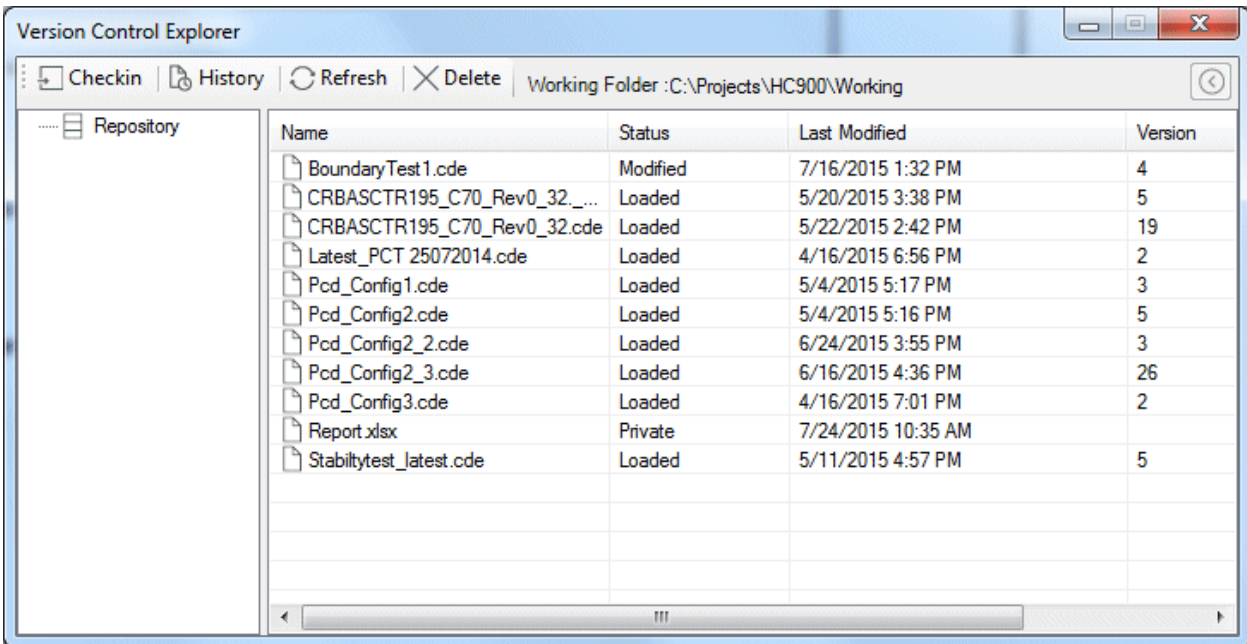 Version Control Explorer
Checkin History Refresh Delete Working Folder :C:\Projects\HC900\Working
Repository
Name Status Last Modified Version
BoundaryTest1.cde Modified 7/16/2015 1:32 PM 4
CRBASCTR195_C70_Rev0_32._... Loaded 5/20/2015 3:38 PM 5
CRBASCTR195_C70_Rev0_32.cde Loaded 5/22/2015 2:42 PM 19
Latest_PCT 25072014.cde Loaded 4/16/2015 6:56 PM 2
Pcd_Config1.cde Loaded 5/4/2015 5:17 PM 3
Pcd_Config2.cde Loaded 5/4/2015 5:16 PM 5
Pcd_Config2_2.cde Loaded 6/24/2015 3:55 PM 3
Pcd_Config2_3.cde Loaded 6/16/2015 4:36 PM 26
Pcd_Config3.cde Loaded 4/16/2015 7:01 PM 2
Report.xlsx Private 7/24/2015 10:35 AM
Stabiltytest_latest.cde Loaded 5/11/2015 4:57 PM 5